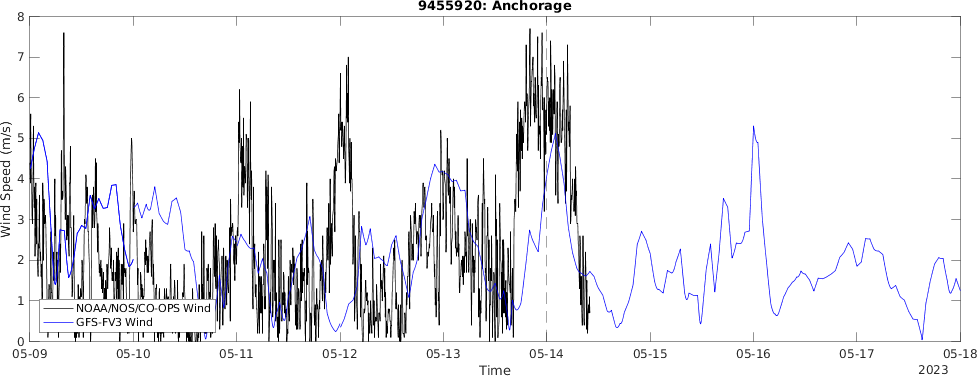 9455920: Anchorage
8
7
6
5
4
3
2
1
0
Wind Speed (m/s)
NOAA/NOS/CO-OPS Wind
GFS-FV3 Wind
05-09 05-10 05-11 05-12 05-13 05-14 05-15 05-16 05-17 05-18
Time
2023